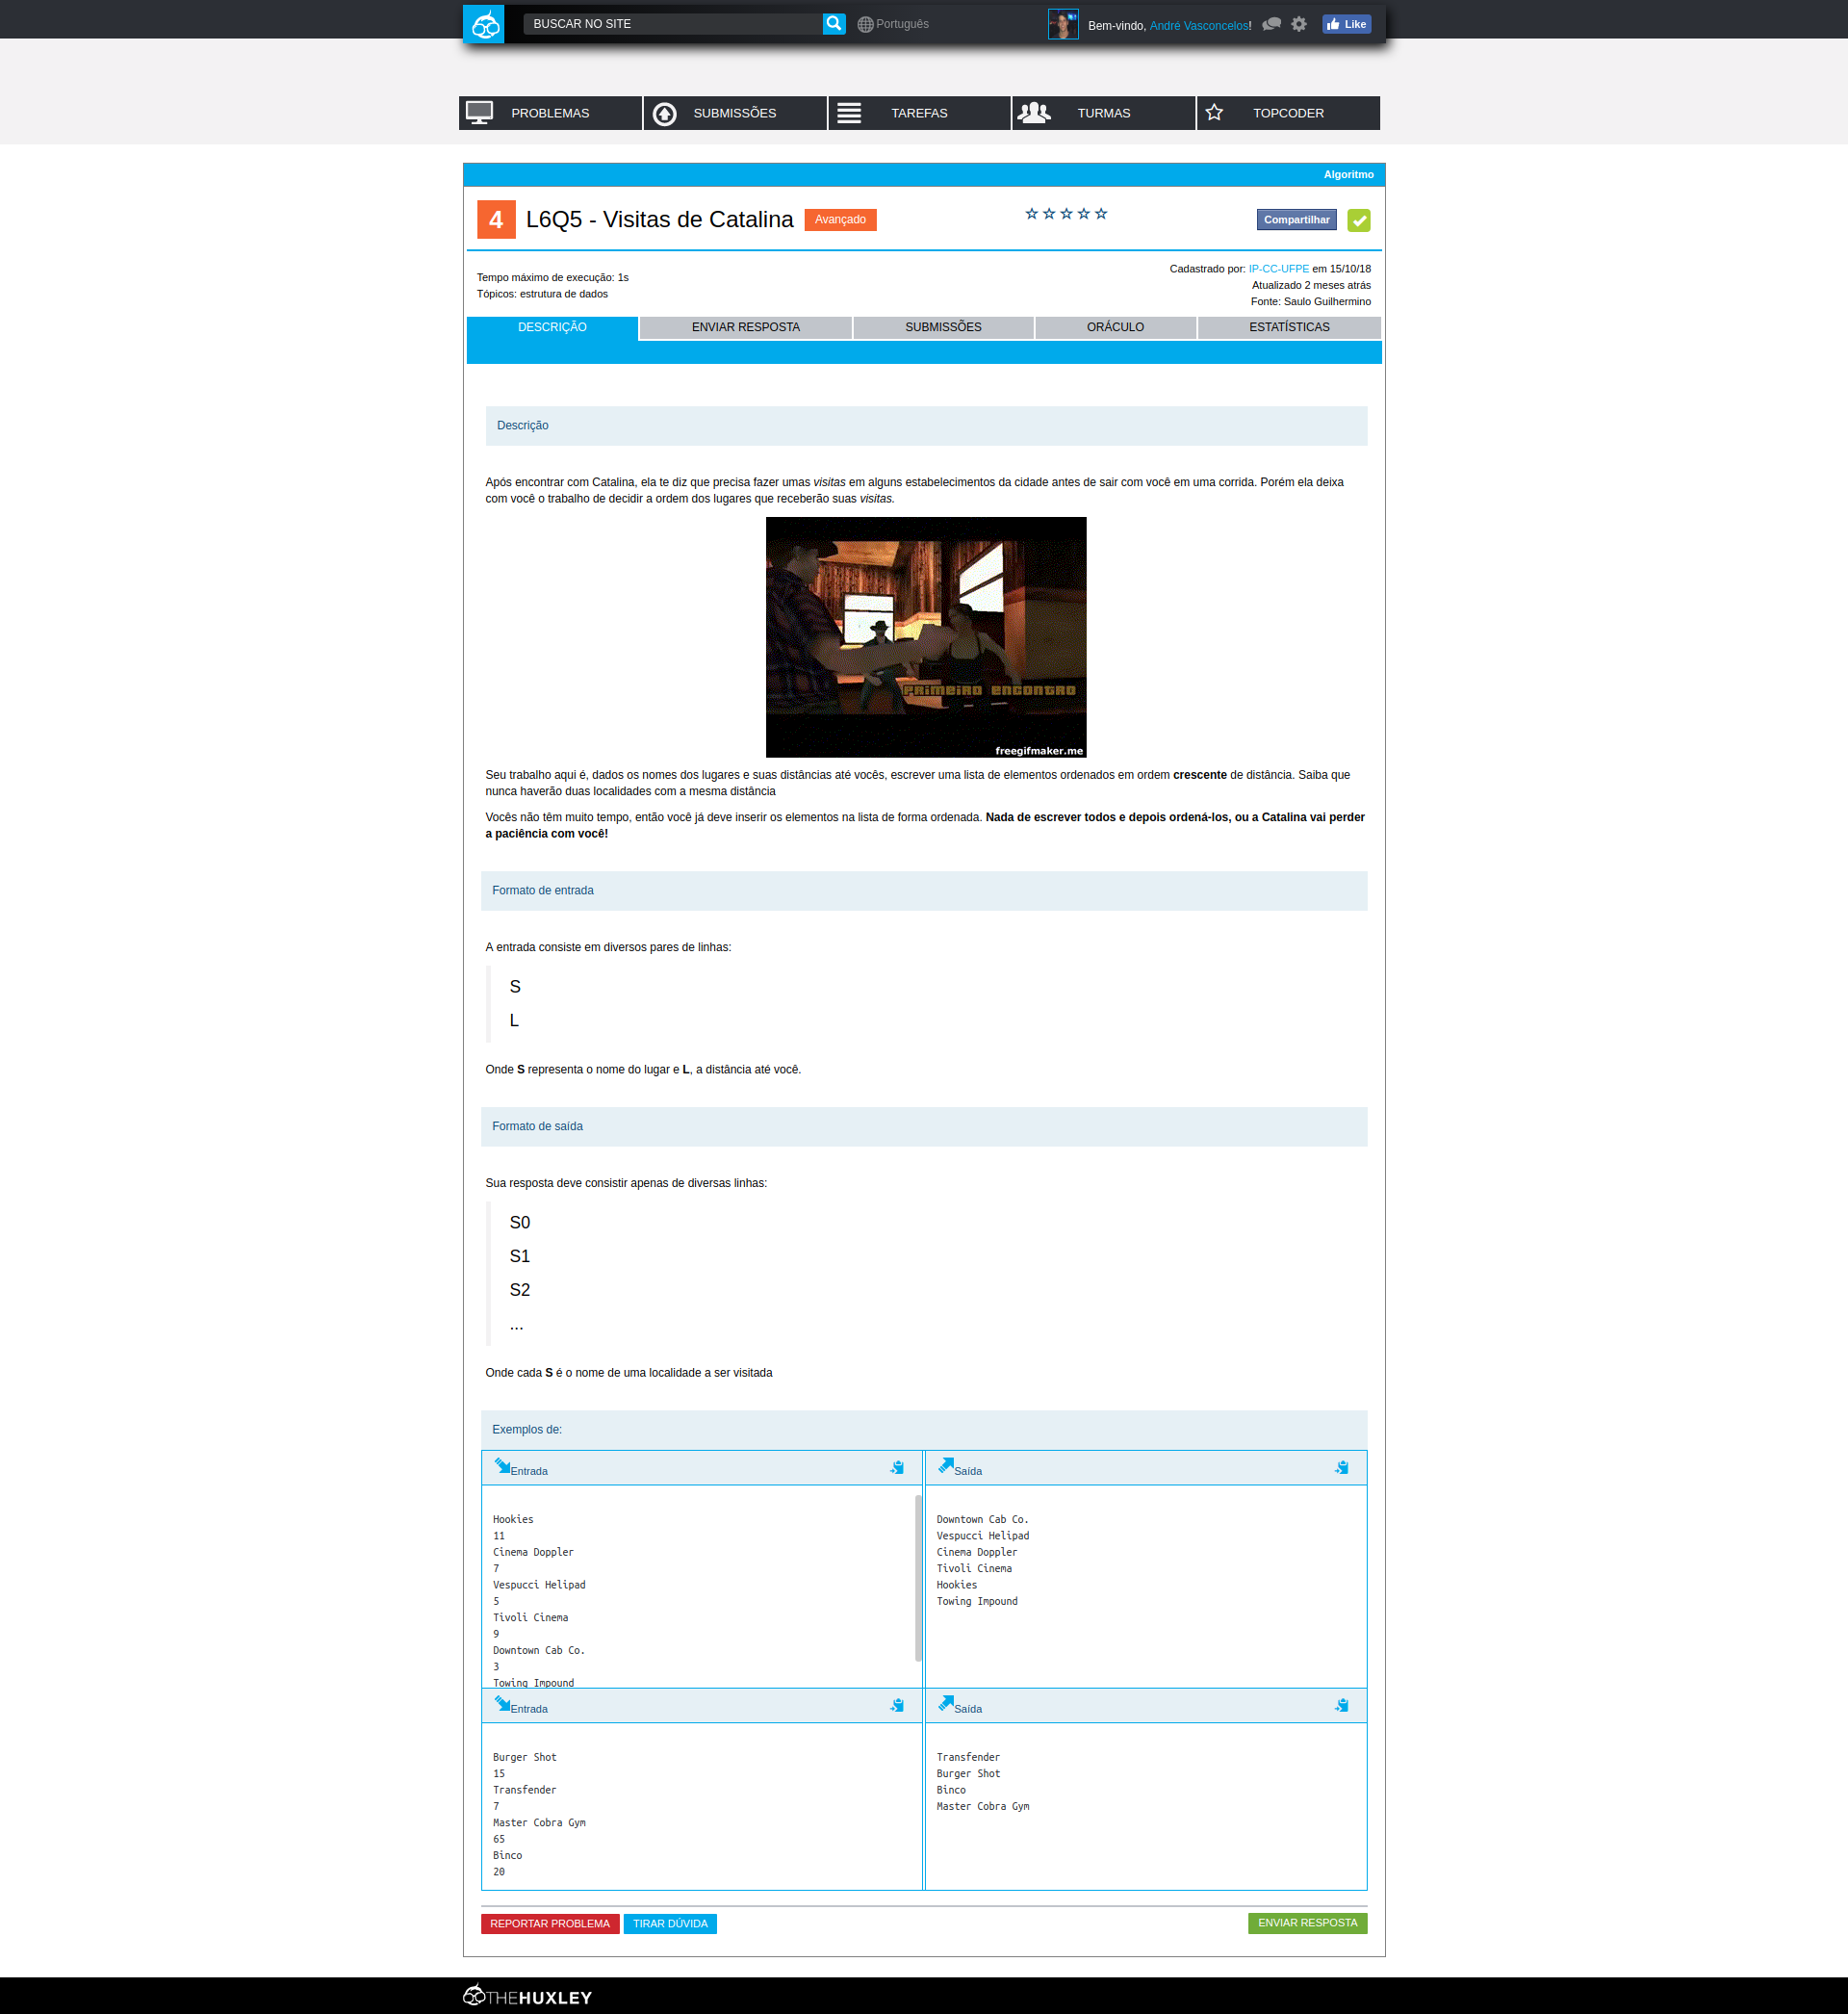 BUSCAR NO SITE
Português
Bem-vindo, André Vasconcelos!
Like
PROBLEMAS
SUBMISSÕES
TAREFAS
TURMAS
TOPCODER
Algoritmo
4
L6Q5 - Visitas de Catalina
Avançado
Compartilhar
Tempo máximo de execução: 1s
Tópicos: estrutura de dados
Cadastrado por: IP-CC-UFPE em 15/10/18
Atualizado 2 meses atrás
Fonte: Saulo Guilhermino
DESCRIÇÃO
ENVIAR RESPOSTA
SUBMISSÕES
ORÁCULO
ESTATÍSTICAS
Descrição
Após encontrar com Catalina, ela te diz que precisa fazer umas visitas em alguns estabelecimentos da cidade antes de sair com você em uma corrida. Porém ela deixa
com você o trabalho de decidir a ordem dos lugares que receberão suas visitas.
PRIMEIRO ENCONTRO
freegifmaker.me
Seu trabalho aqui é, dados os nomes dos lugares e suas distâncias até vocês, escrever uma lista de elementos ordenados em ordem crescente de distância. Saiba que
nunca haverão duas localidades com a mesma distância
Vocês não têm muito tempo, então você já deve inserir os elementos na lista de forma ordenada. Nada de escrever todos e depois ordená-los, ou a Catalina vai perder
a paciência com você!
Formato de entrada
A entrada consiste em diversos pares de linhas:
S
L
Onde S representa o nome do lugar e L, a distância até você.
Formato de saída
Sua resposta deve consistir apenas de diversas linhas:
S0
S1
S2
...
Onde cada S é o nome de uma localidade a ser visitada
Exemplos de:
Entrada
Hookies
11
Cinema Doppler
7
Vespucci Helipad
5
Tivoli Cinema
9
Downtown Cab Co.
3
Towing Impound
Saída
Downtown Cab Co.
Vespucci Helipad
Cinema Doppler
Tivoli Cinema
Hookies
Towing Impound
Entrada
Burger Shot
15
Transfender
7
Master Cobra Gym
65
Binco
20
Saída
Transfender
Burger Shot
Binco
Master Cobra Gym
REPORTAR PROBLEMA
TIRAR DÚVIDA
ENVIAR RESPOSTA
THEHUXLEY